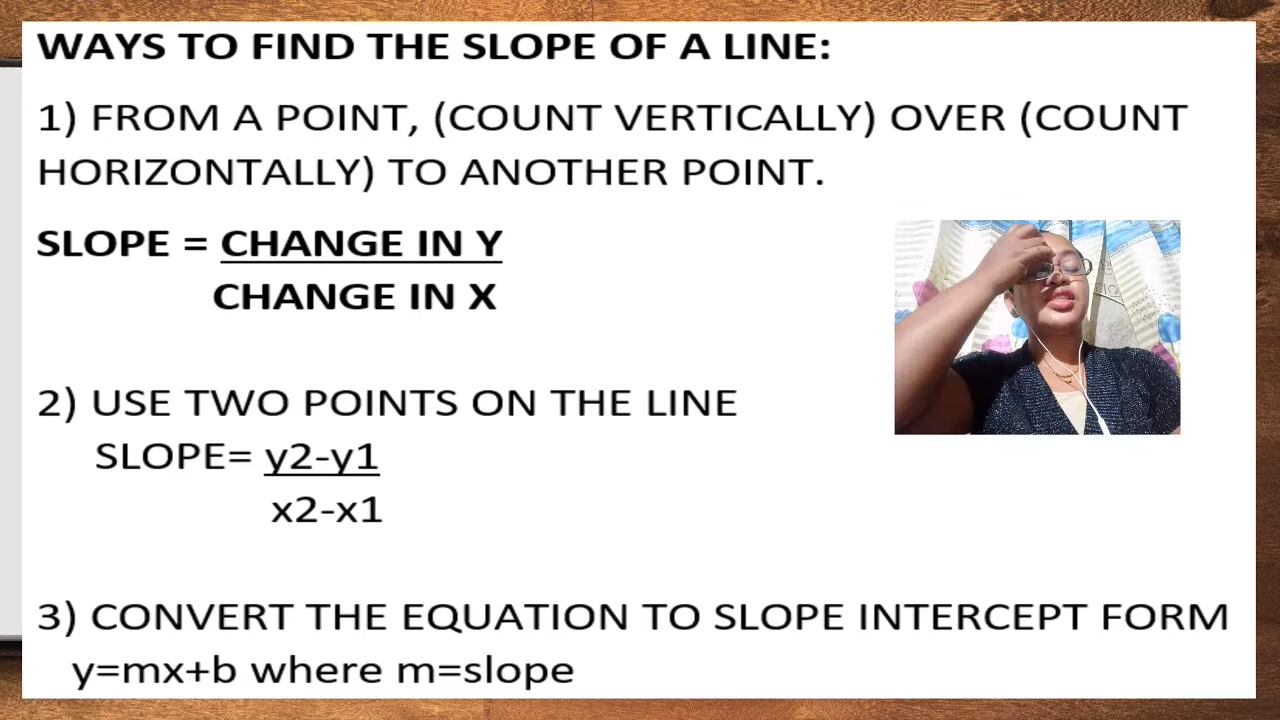 WAYS TO FIND THE SLOPE OF A LINE:
1) FROM A POINT, (COUNT VERTICALLY) OVER (COUNT
HORIZONTALLY) TO ANOTHER POINT.
SLOPE = CHANGE IN Y
CHANGE IN X
2) USE TWO POINTS ON THE LINE
SLOPE= y2-y1
x2-x1
3) CONVERT THE EQUATION TO SLOPE INTERCEPT FORM
y=mx+b where m=slope